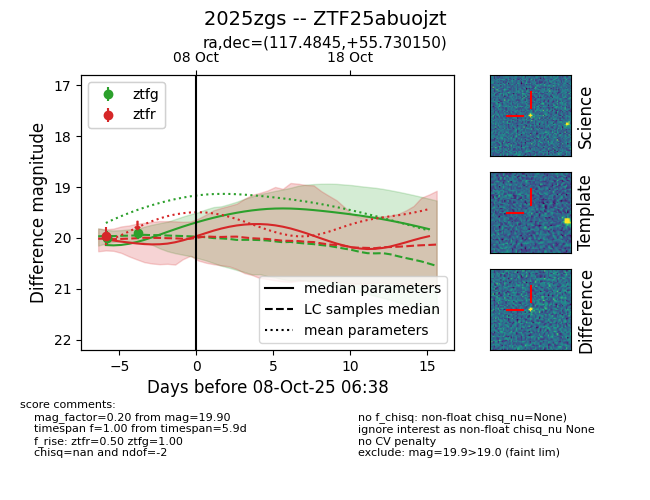 2025zgs -- ZTF25abuojzt
ra,dec=(117.4845,+55.730150)
08 Oct
18 Oct
17
18
19
20
21
22
Difference magnitude
ztfg
ztfr
median parameters
LC samples median
mean parameters
−5
0
5
10
15
Days before 08-Oct-25 06:38
Science
Template
Difference
score comments:
mag_factor=0.20 from mag=19.90
timespan f=1.00 from timespan=5.9d
f_rise: ztfr=0.50 ztfg=1.00
chisq=nan and ndof=-2
no f_chisq: non-float chisq_nu=None)
ignore interest as non-float chisq_nu None
no CV penalty
exclude: mag=19.9>19.0 (faint lim)